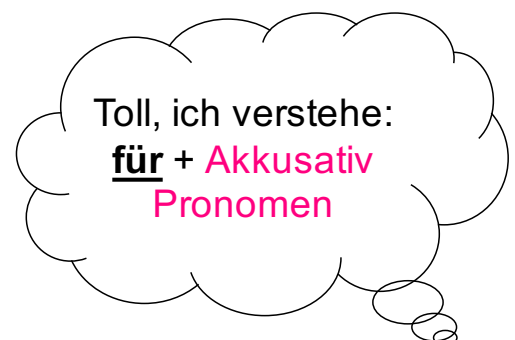 Toll, ich verstehe:
für + Akkusativ
Pronomen